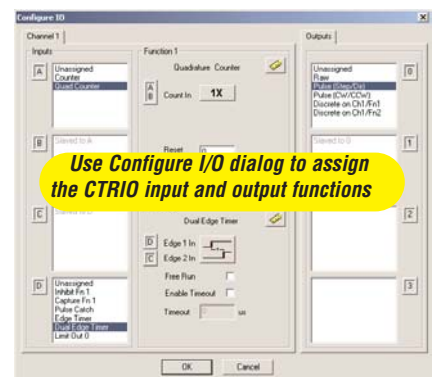 Configure IO
Channel 1
Outputs
Inputs
Function 1
A
Unassigned
Counter
Quad Counter
Quadrature Counter
A
B
Count In
1X
Unassigned
Raw
Pulse (Step/Dir)
Pulse (CW/CCW)
Discrete on Ch1/Fn1
Discrete on Ch1/Fn2
0
B
Slaved to A
Reset
Slaved to 0
1
Use Configure I/O dialog to assign
the CTRIO input and output functions
C
Dual Edge Timer
2
D
C
Edge 1 In
Edge 2 In
Free Run
Enable Timeout
Timeout
0
us
D
Unassigned
Inhibit Fn 1
Capture Fn 1
Pulse Catch
Edge Timer
Dual Edge Timer
Limit Out 0
3
OK
Cancel